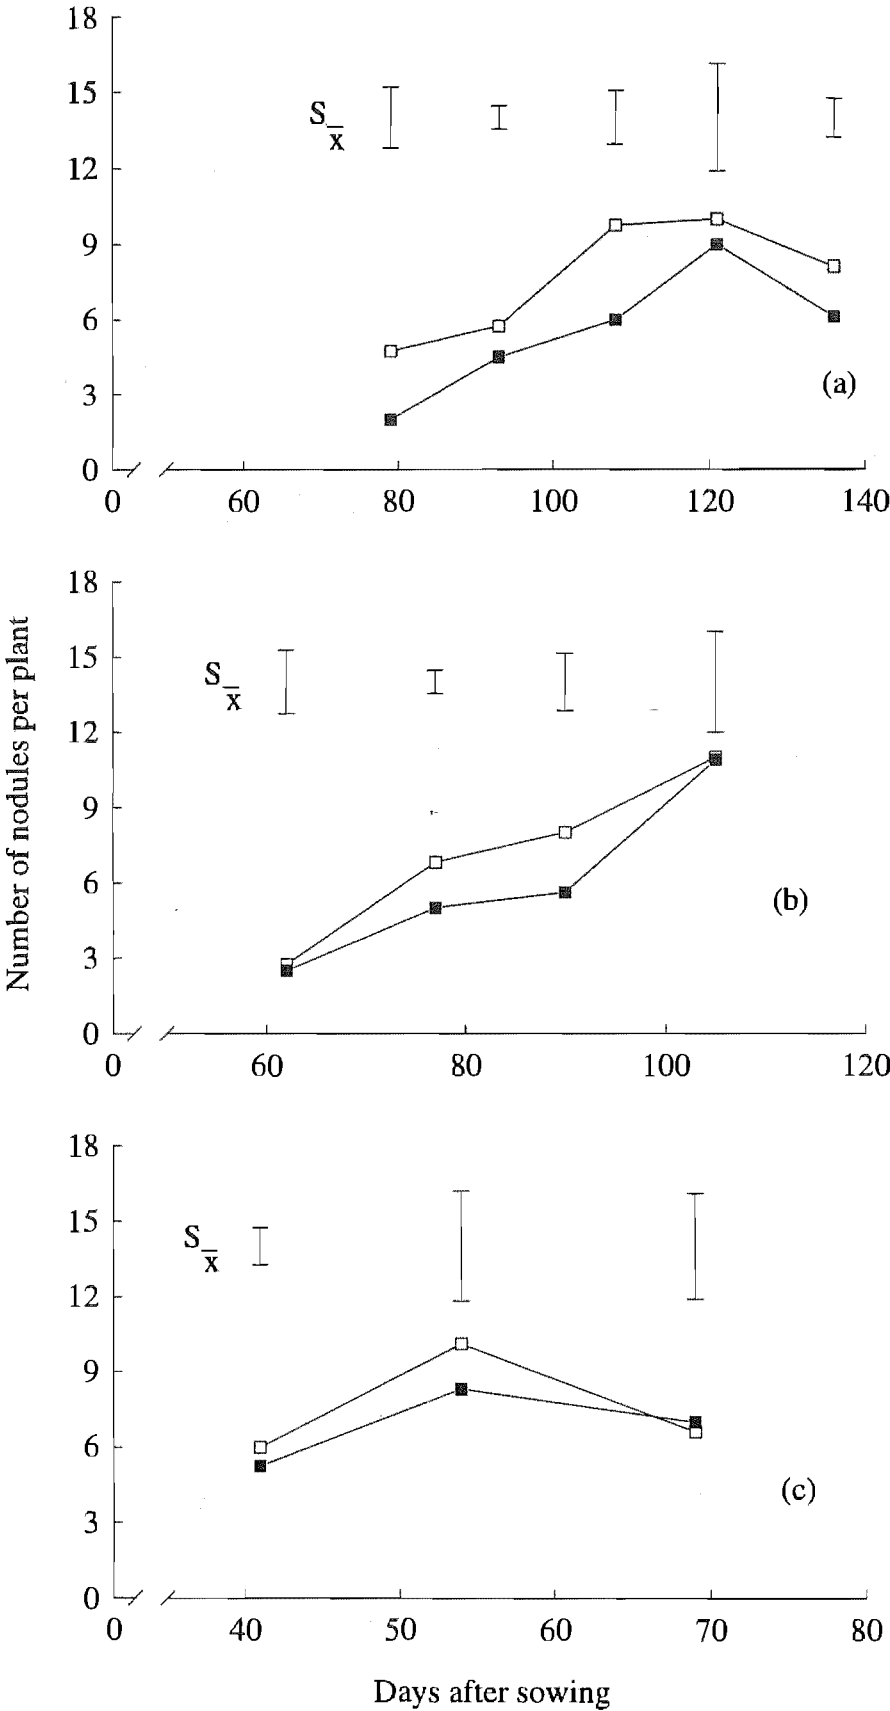 18
15
12
9
6
3
0
S x̅
(a)
0 60 80 100 120 140
Number of nodules per plant
18
15
12
9
6
3
0
S x̅
(b)
0 60 80 100 120
18
15
12
9
6
3
0
S x̅
(c)
0 40 50 60 70 80
Days after sowing